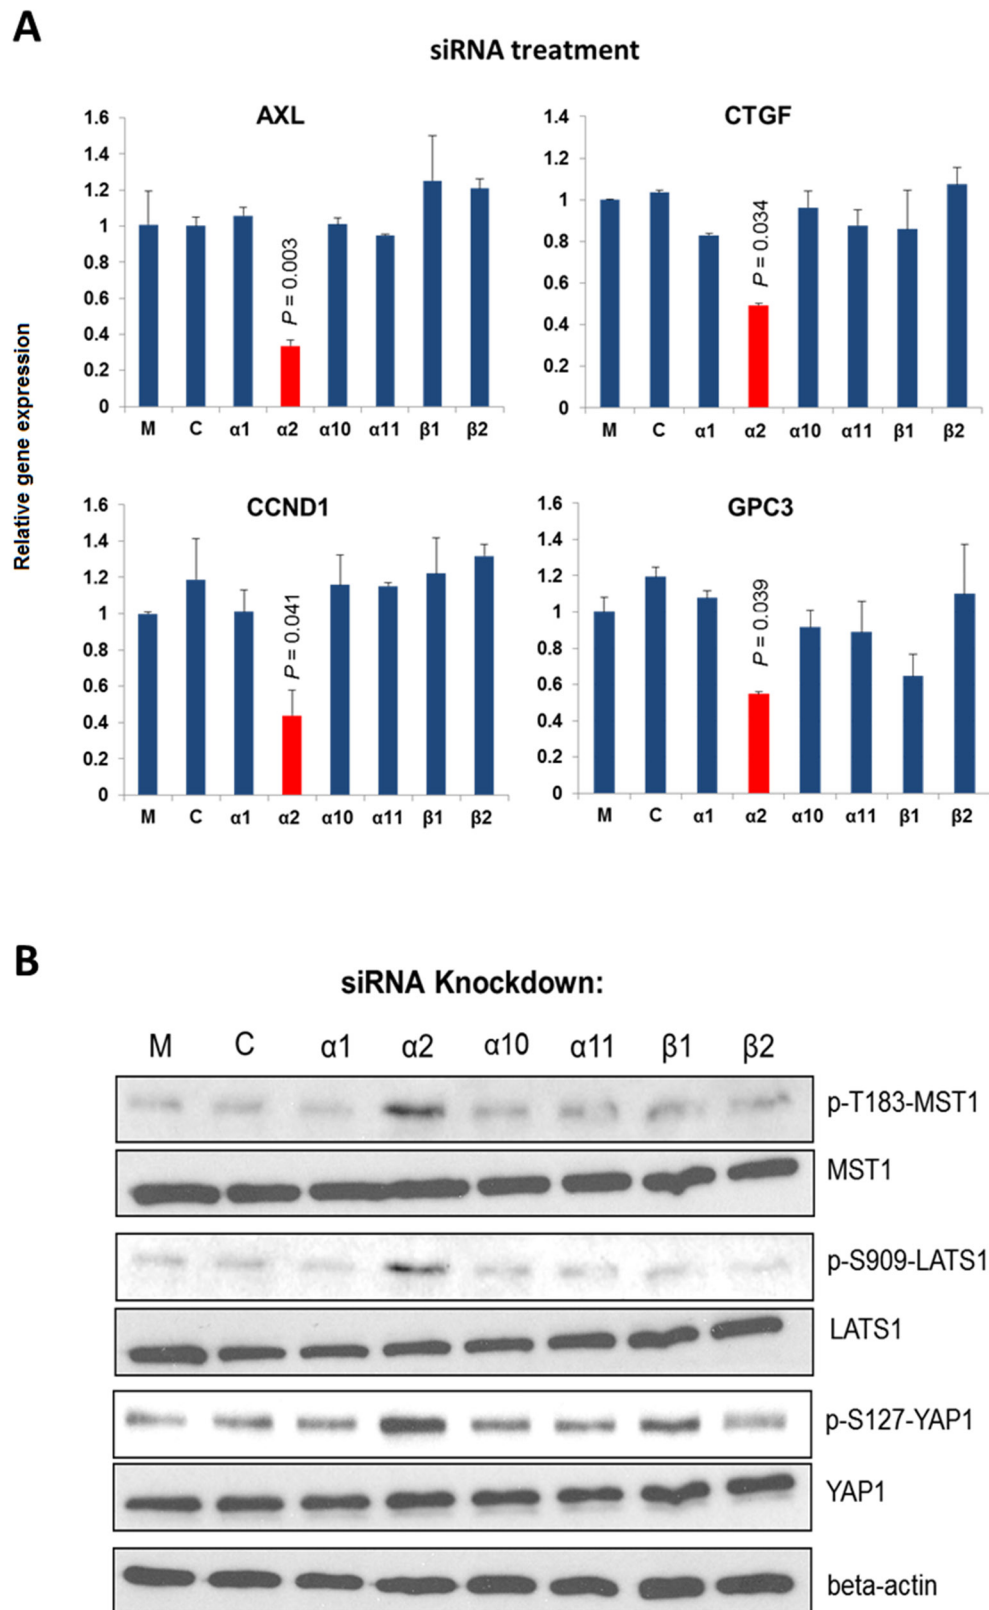 A
siRNA treatment
Relative gene expression
AXL
1.6
1.4
1.2
1
0.8
0.6
0.4
0.2
0
P = 0.003
M C α1 α2 α10 α11 β1 β2
CTGF
1.4
1.2
1
0.8
0.6
0.4
0.2
0
P = 0.034
M C α1 α2 α10 α11 β1 β2
CCND1
1.6
1.4
1.2
1
0.8
0.6
0.4
0.2
0
P = 0.041
M C α1 α2 α10 α11 β1 β2
GPC3
1.6
1.4
1.2
1
0.8
0.6
0.4
0.2
0
P = 0.039
M C α1 α2 α10 α11 β1 β2
B
siRNA Knockdown:
M C α1 α2 α10 α11 β1 β2
p-T183-MST1
MST1
p-S909-LATS1
LATS1
p-S127-YAP1
YAP1
beta-actin